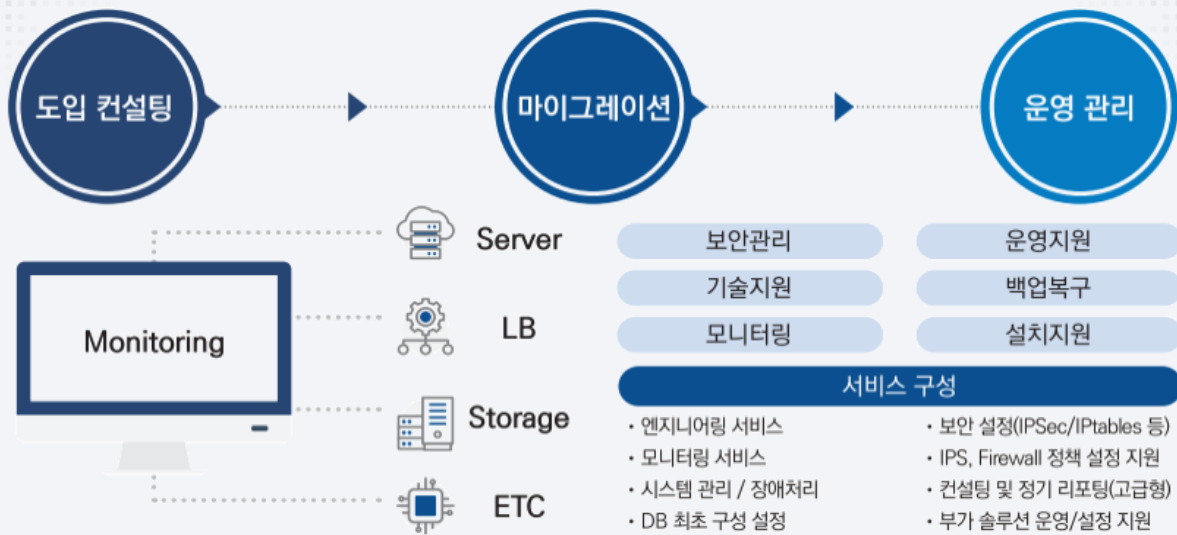 도입 컨설팅
마이그레이션
운영 관리
Monitoring
Server
LB
Storage
ETC
보안관리
운영지원
기술지원
백업복구
모니터링
설치지원
서비스 구성
· 엔지니어링 서비스
· 모니터링 서비스
· 시스템 관리 / 장애처리
· DB 최초 구성 설정
· 보안 설정(IPSec/IPtables 등)
· IPS, Firewall 정책 설정 지원
· 컨설팅 및 정기 리포팅(고급형)
· 부가 솔루션 운영/설정 지원